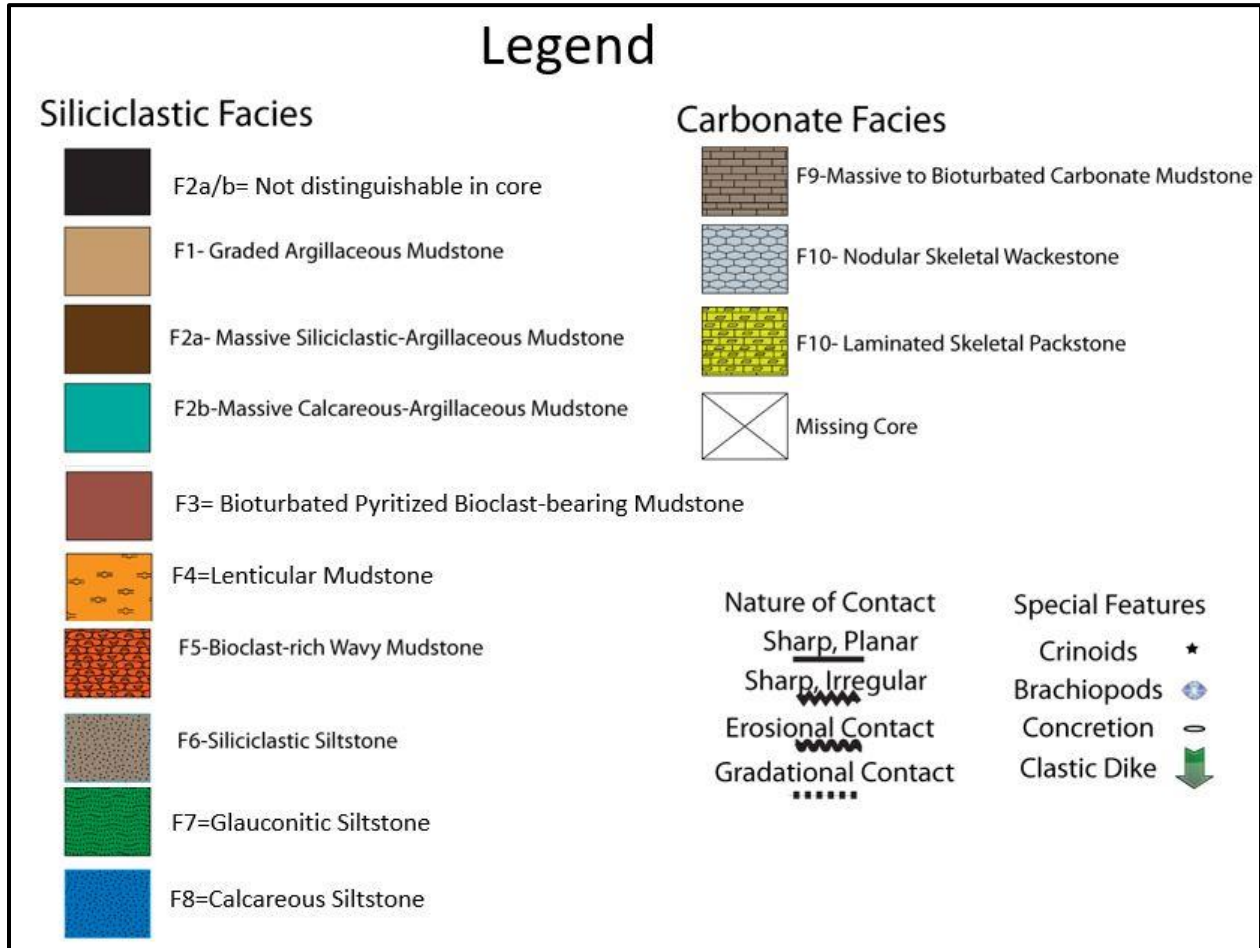 Legend
Siliciclastic Facies
F2a/b= Not distinguishable in core
F1- Graded Argillaceous Mudstone
F2a- Massive Siliciclastic-Argillaceous Mudstone
F2b-Massive Calcareous-Argillaceous Mudstone
F3= Bioturbated Pyritized Bioclast-bearing Mudstone
F4=Lenticular Mudstone
F5-Bioclast-rich Wavy Mudstone
F6-Siliciclastic Siltstone
F7=Glauconitic Siltstone
F8=Calcareous Siltstone
Carbonate Facies
F9-Massive to Bioturbated Carbonate Mudstone
F10- Nodular Skeletal Wackestone
F10- Laminated Skeletal Packstone
Missing Core
Nature of Contact
Sharp, Planar
Sharp, Irregular
Erosional Contact
Gradational Contact
Special Features
Crinoids
Brachiopods
Concretion
Clastic Dike